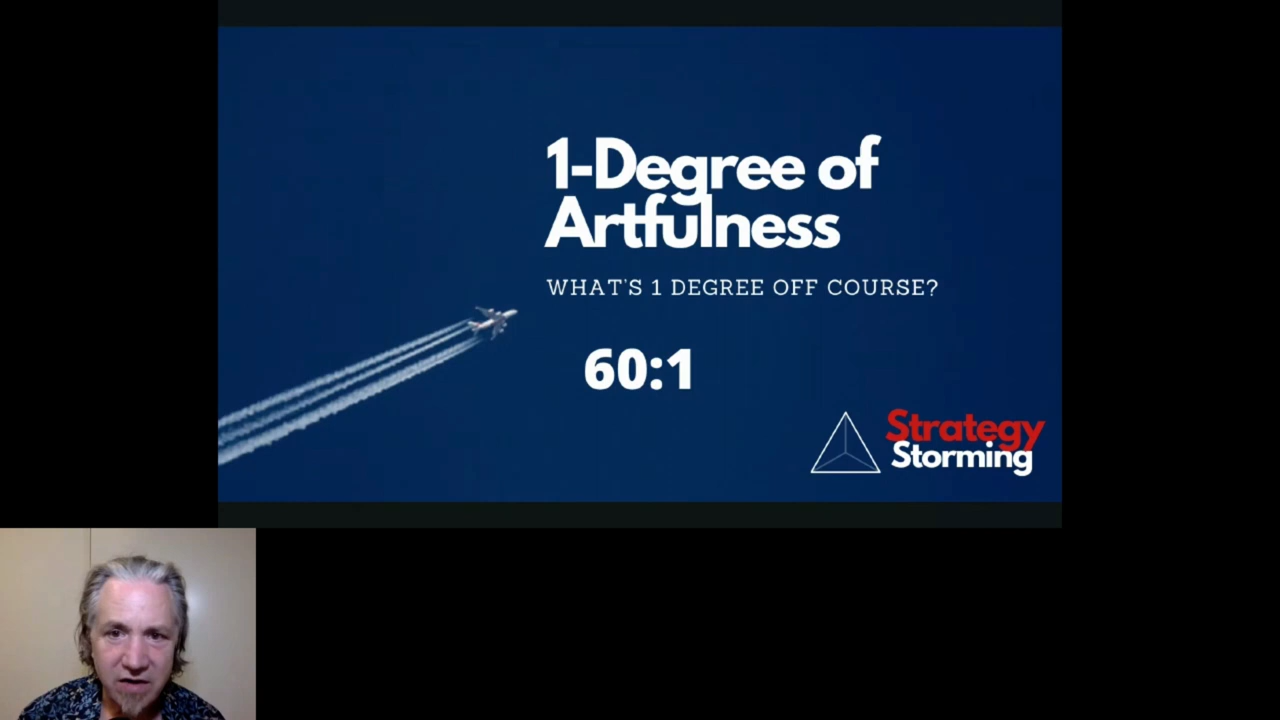 1-Degree of
Artfulness
WHAT'S 1 DEGREE OFF COURSE?
60:1
Strategy
Storming